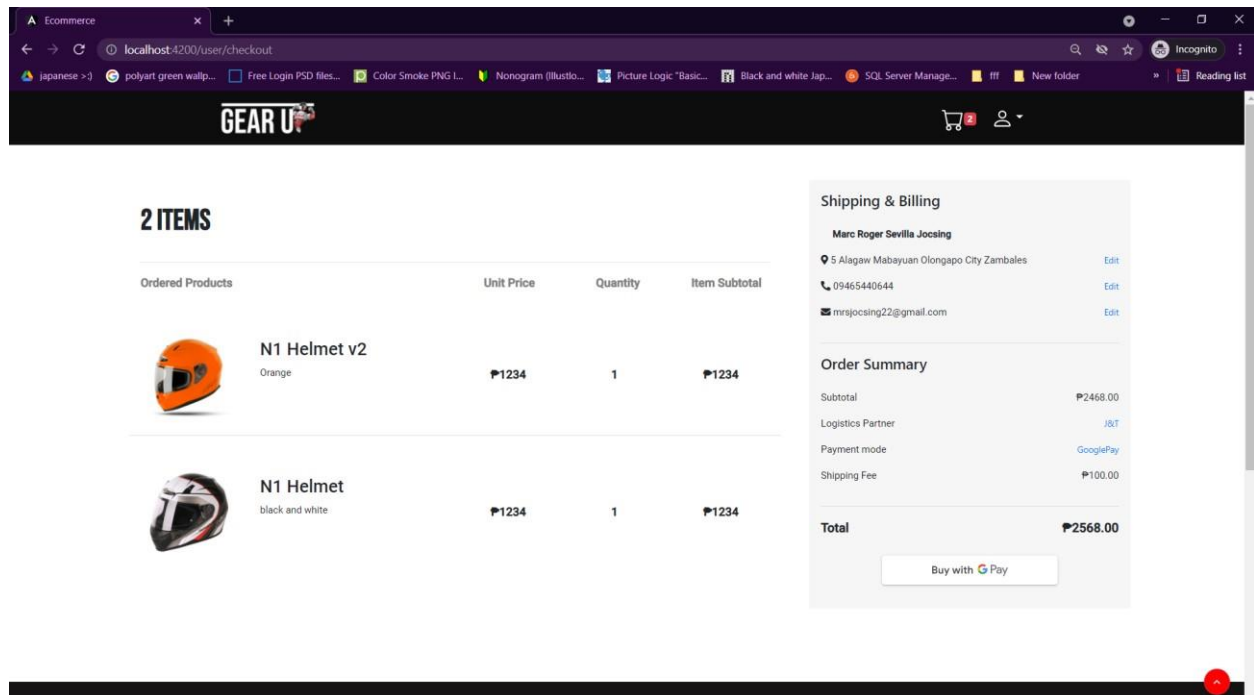 Ecommerce
localhost:4200/user/checkout
Incognito
japanese >:)
polyart green wallp...
Free Login PSD files...
Color Smoke PNG I...
Nonogram (Illustlo...
Picture Logic "Basic...
Black and white Jap...
SQL Server Manage...
fff
New folder
»
Reading list
GEAR UP
2
2 ITEMS
Ordered Products Unit Price Quantity Item Subtotal
N1 Helmet v2
Orange
₱1234 1 ₱1234
N1 Helmet
black and white
₱1234 1 ₱1234
Shipping & Billing
Marc Roger Sevilla Jocsing
5 Alagaw Mabayuan Olongapo City Zambales Edit
09465440644 Edit
mrsjocsing22@gmail.com Edit
Order Summary
Subtotal ₱2468.00
Logistics Partner J&T
Payment mode GooglePay
Shipping Fee ₱100.00
Total ₱2568.00
Buy with G Pay